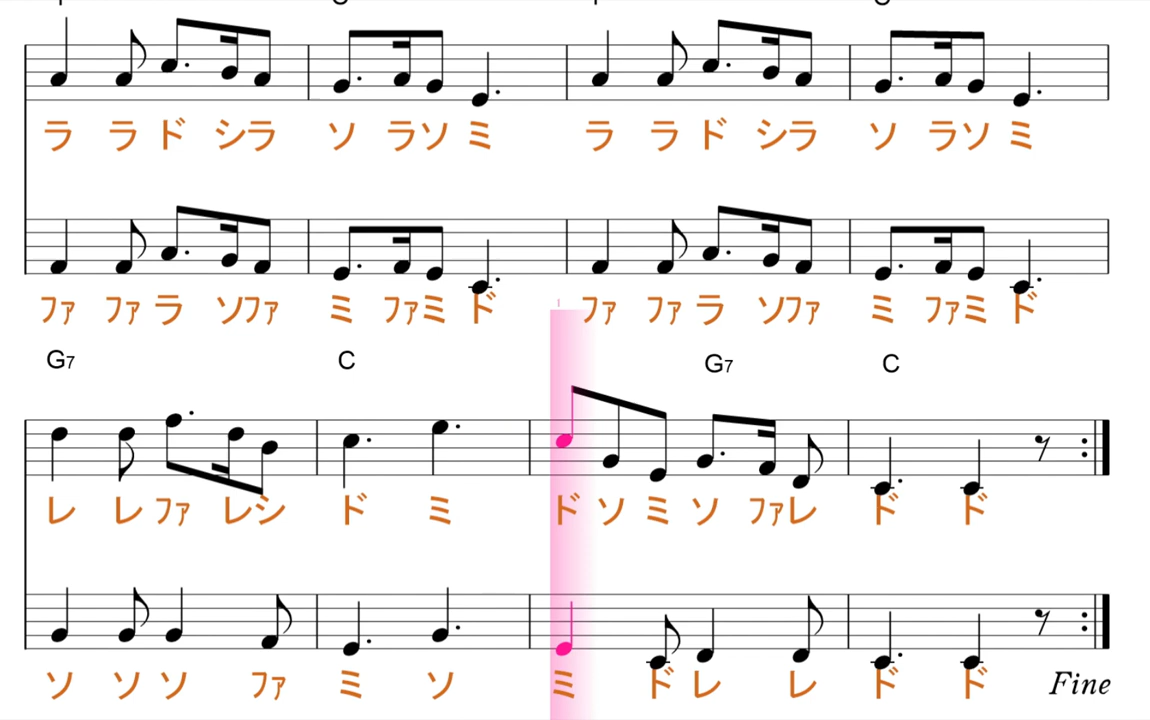 ラ ラ ド シラ ソ ラソ ミ ラ ラ ド シラ ソ ラソ ミ
ファ ファ ラ ソファ ミ ファミ ド ファ ファ ラ ソファ ミ ファミ ド
G7 C G7 C
レ レ ファ レシ ド ミ ド ソ ミ ソ ファレ ド ド
ソ ソ ソ ファ ミ ソ ミ ド レ レ ド ド Fine